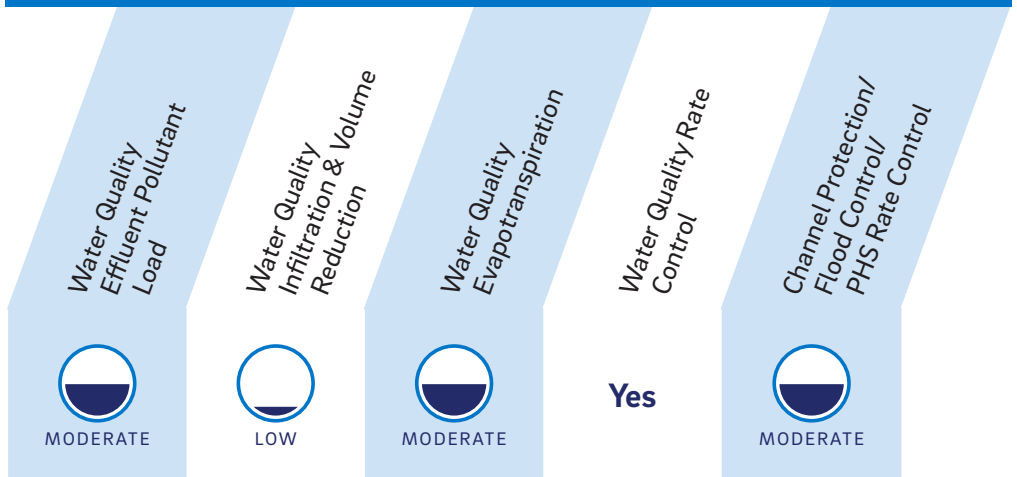 Water Quality
Effluent Pollutant
Load
Water Quality
Infiltration & Volume
Reduction
Water Quality
Evapotranspiration
Water Quality Rate
Control
Channel Protection/
Flood Control/
PHS Rate Control
MODERATE
LOW
MODERATE
Yes
MODERATE